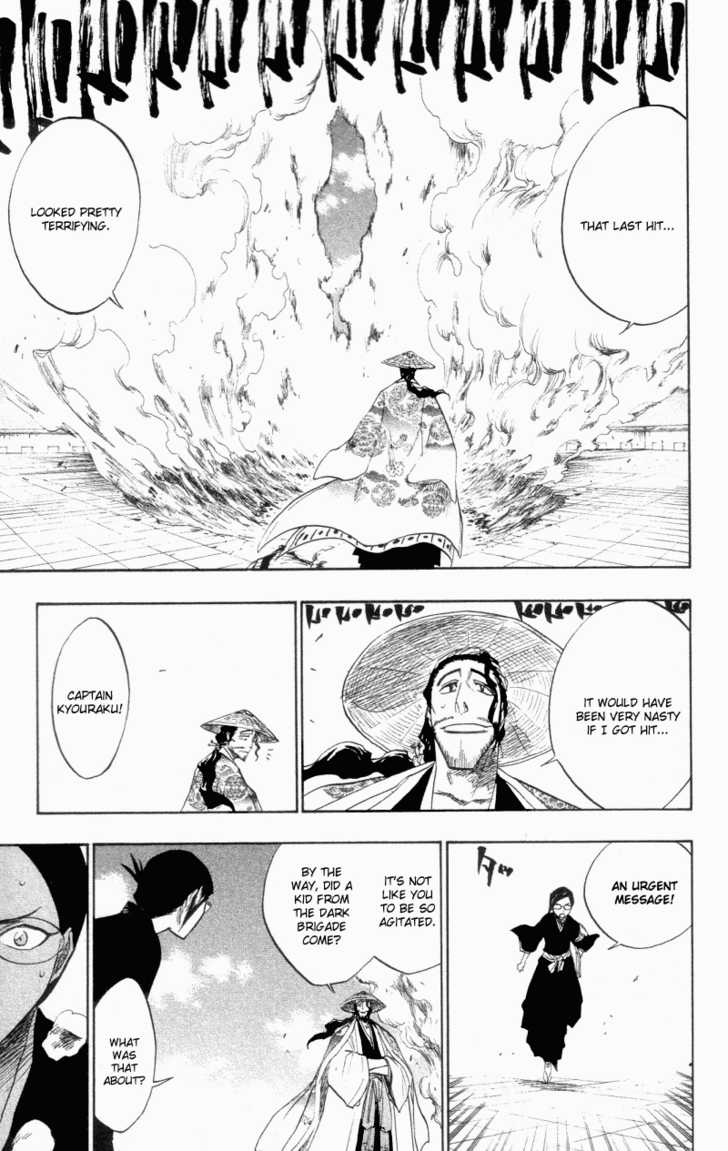 THAT LAST HIT...
LOOKED PRETTY
TERRIFYING.
IT WOULD HAVE
BEEN VERY NASTY
IF I GOT HIT...
CAPTAIN
KYOURAKU!
AN URGENT
MESSAGE!
IT'S NOT
LIKE YOU
TO BE SO
AGITATED.
BY THE
WAY, DID A
KID FROM
THE DARK
BRIGADE
COME?
WHAT
WAS
THAT
ABOUT?